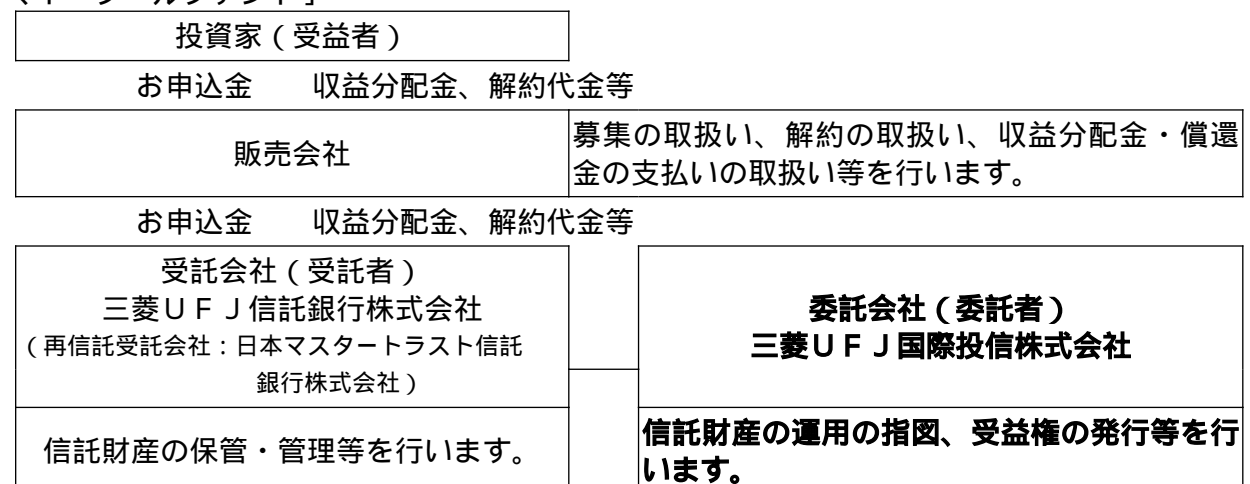 投資家（受益者）
お申込金　　収益分配金、解約代金等
販売会社
募集の取扱い、解約の取扱い、収益分配金・償還
金の支払いの取扱い等を行います。
お申込金　　収益分配金、解約代金等
受託会社（受託者）
三菱ＵＦＪ信託銀行株式会社
（再信託受託会社：日本マスタートラスト信託
銀行株式会社）
委託会社（委託者）
三菱ＵＦＪ国際投信株式会社
信託財産の保管・管理等を行います。
信託財産の運用の指図、受益権の発行等を行
います。